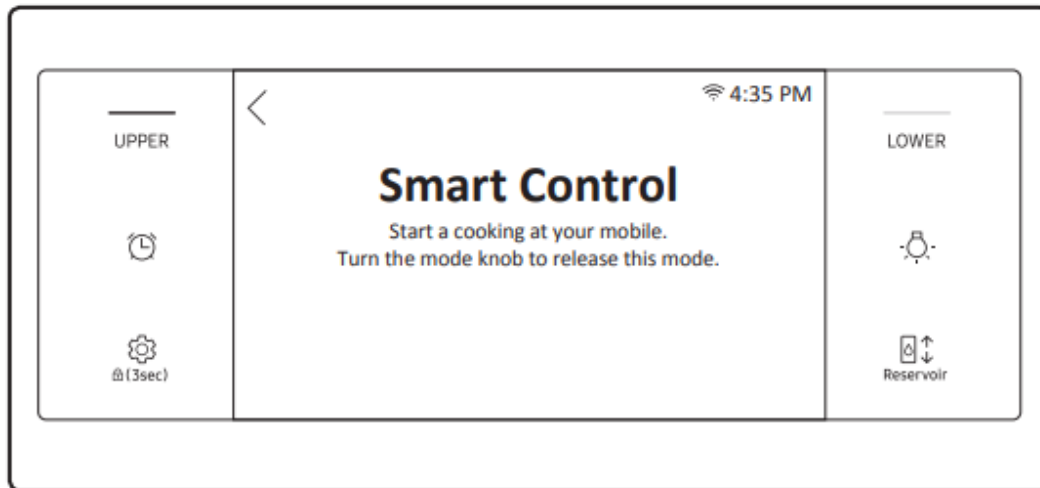 4:35 PM
UPPER
LOWER
Smart Control
Start a cooking at your mobile.
Turn the mode knob to release this mode.
(3sec)
Reservoir